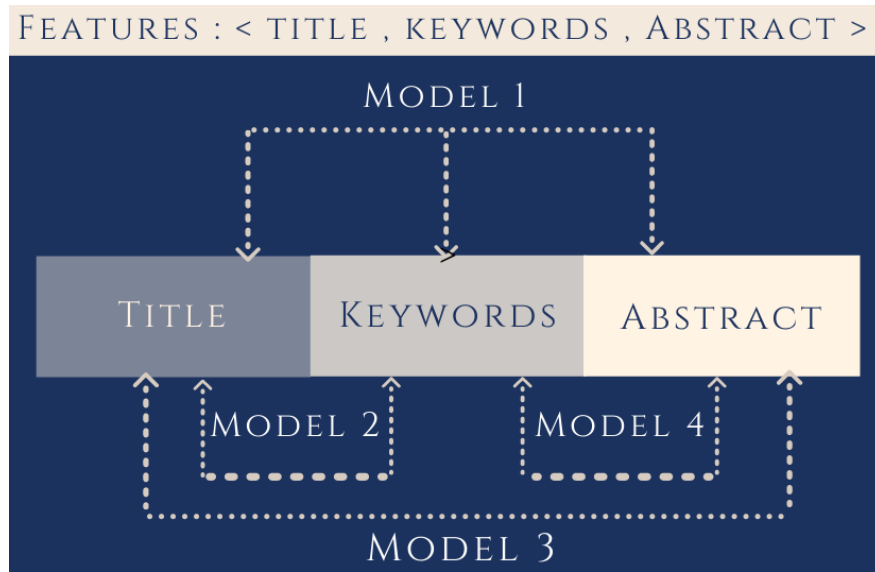 Features : < title , keywords , Abstract >
Model 1
Title
Keywords
Abstract
Model 2
Model 4
Model 3